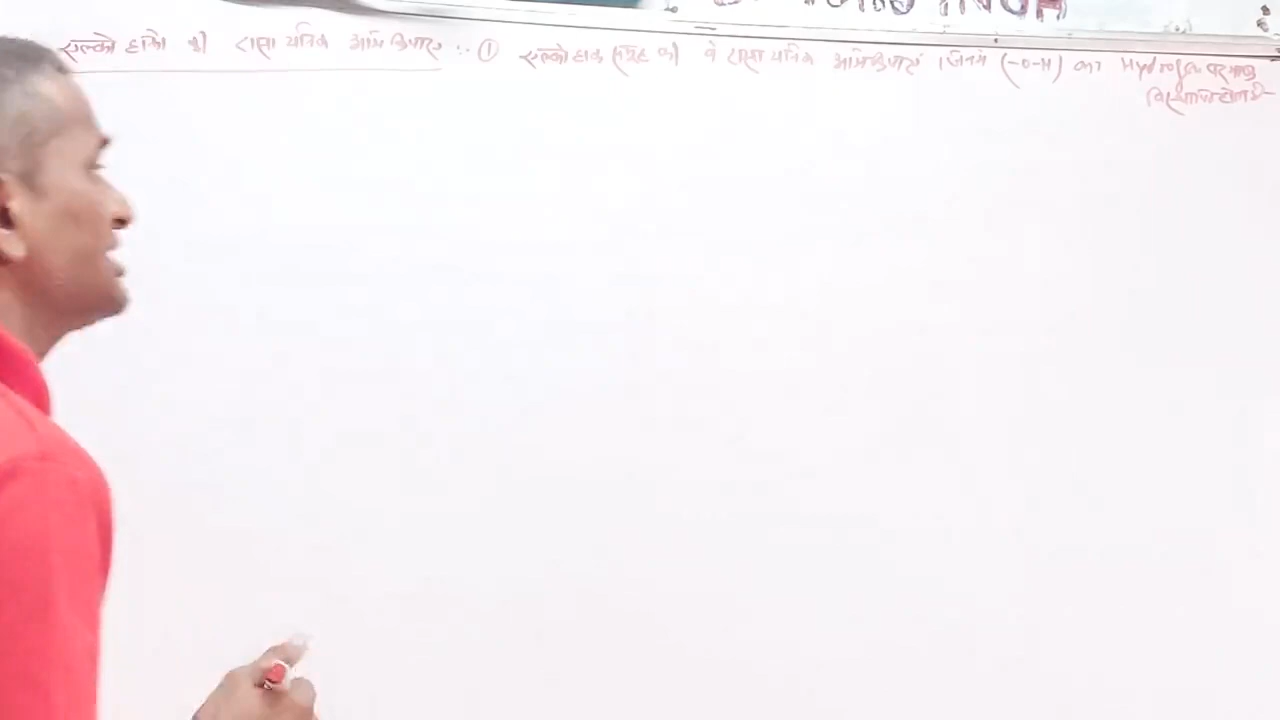 एल्कोहॉलो की रासायनिक अभिक्रियाएं :- ① एल्कोहाल समूह की वे रासायनिक अभिक्रियाएं जिनमें (-O-H) का Hydrogen परमाणु
विस्थापित होता है-